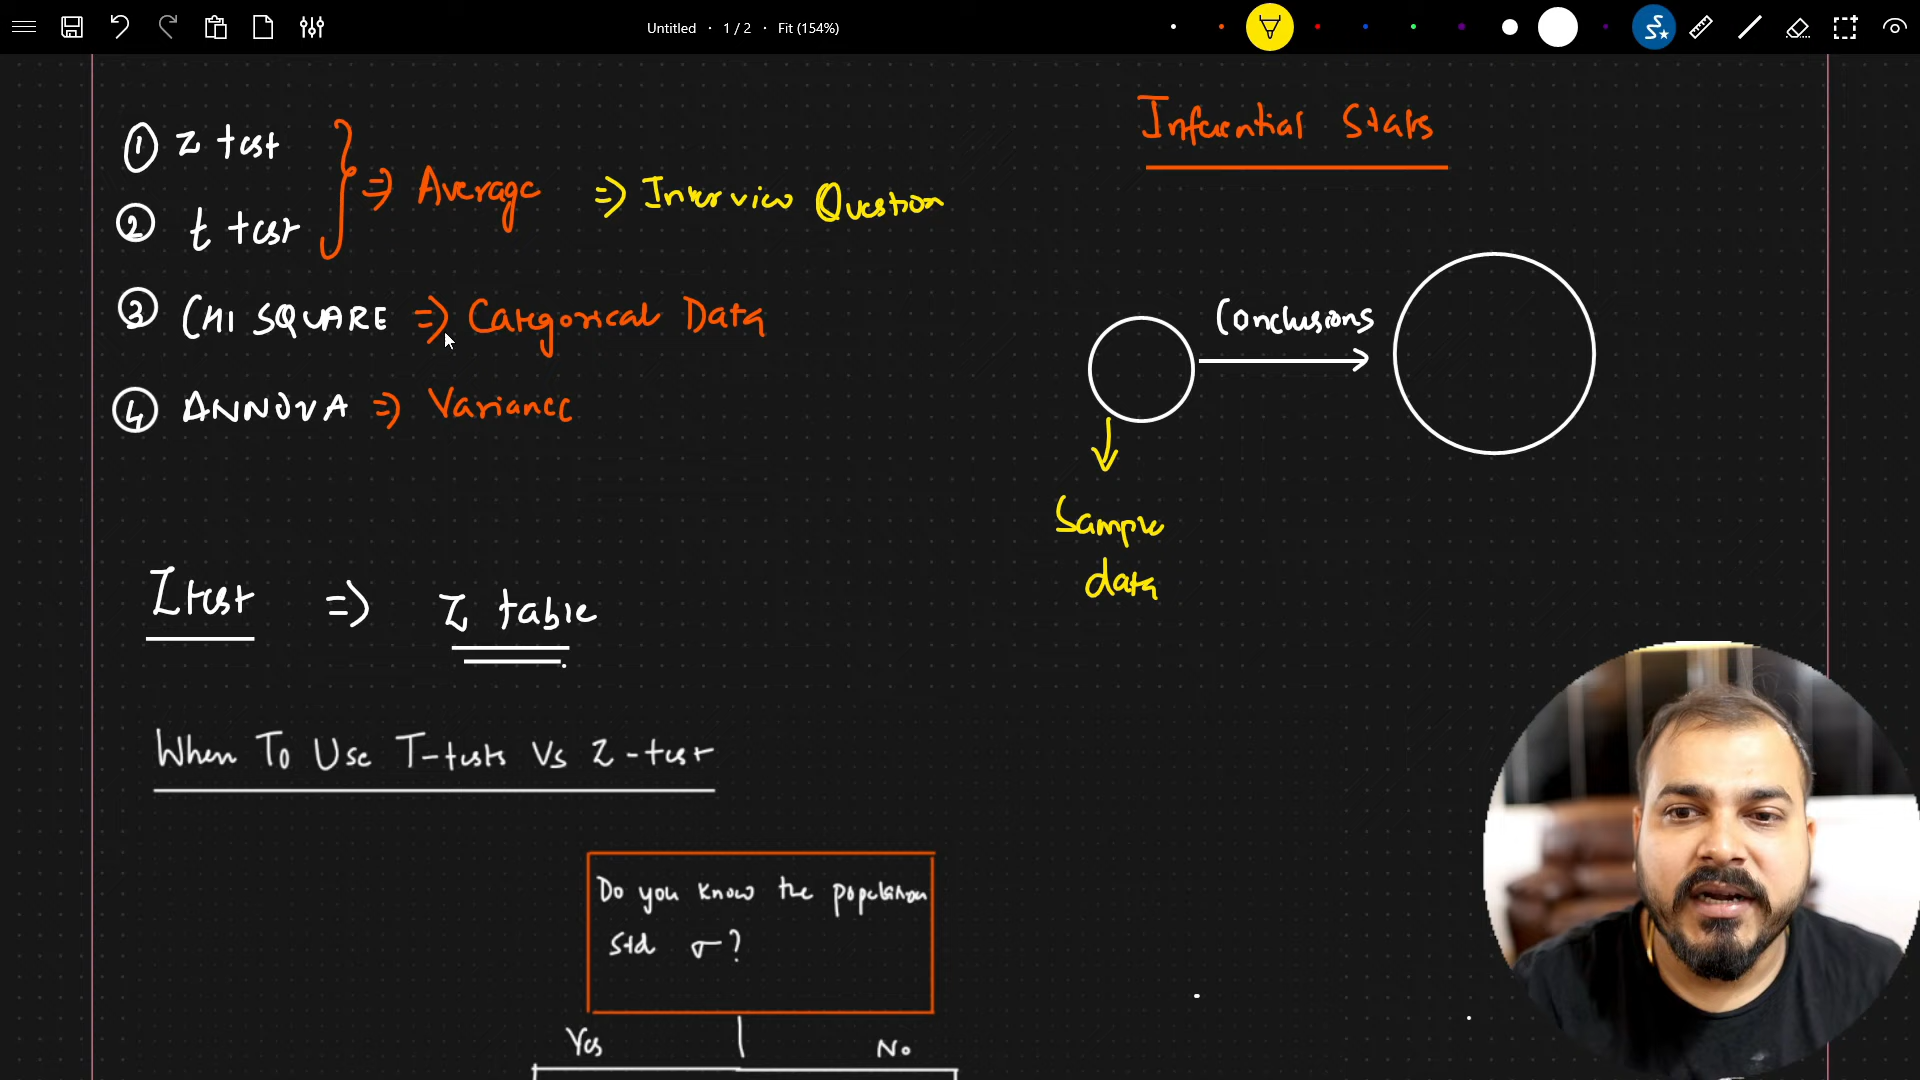 Untitled · 1 / 2 · Fit (154%)
① z test
② t test
⇒ Average ⇒ Interview Question
③ CHI SQUARE ⇒ Categorical Data
④ ANNOVA ⇒ Variance
Inferential Stats
Conclusions
Sample
data
Z test ⇒ Z table
When To Use T-tests Vs Z-test
Do you know the population
std σ?
Yes
No